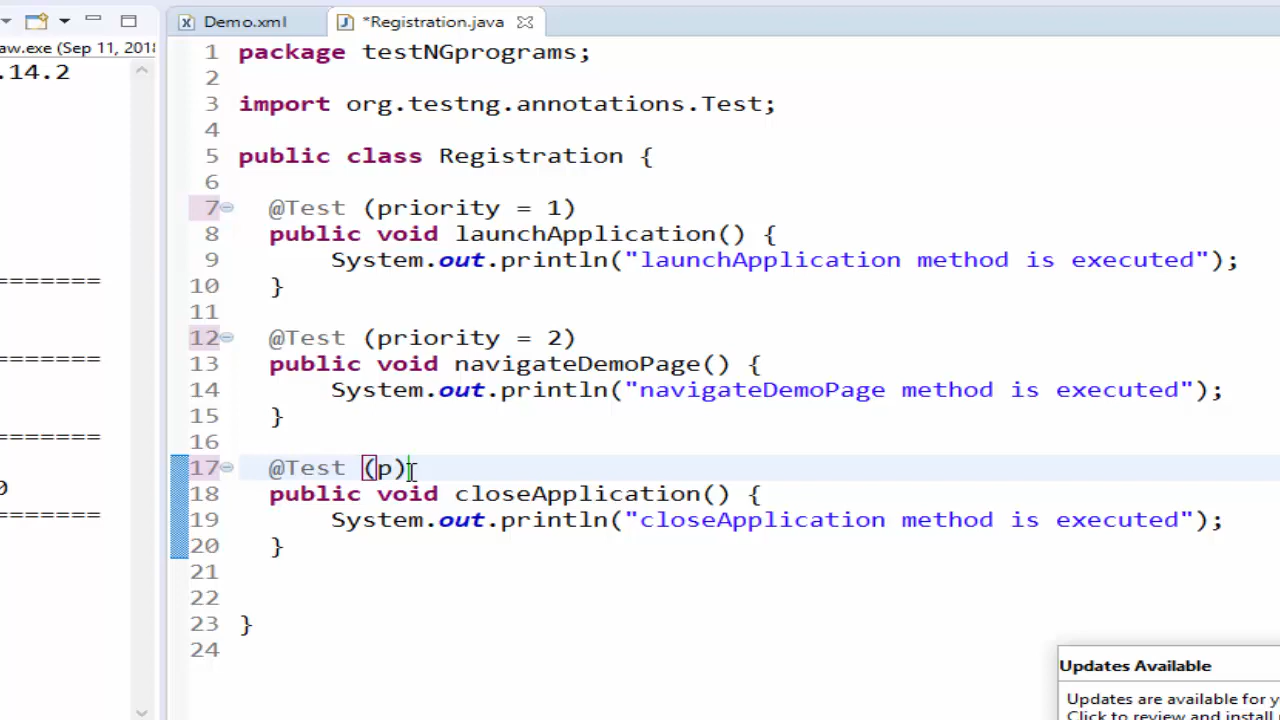 Demo.xml
*Registration.java
aw.exe (Sep 11, 201
.14.2
=======
=======
=======
0
=======
1 package testNGprograms;
2
3 import org.testng.annotations.Test;
4
5 public class Registration {
6
7 @Test (priority = 1)
8 public void launchApplication() {
9 System.out.println("launchApplication method is executed");
10 }
11
12 @Test (priority = 2)
13 public void navigateDemoPage() {
14 System.out.println("navigateDemoPage method is executed");
15 }
16
17 @Test (p)
18 public void closeApplication() {
19 System.out.println("closeApplication method is executed");
20 }
21
22
23 }
24
Updates Available
Updates are available for y
Click to review and install